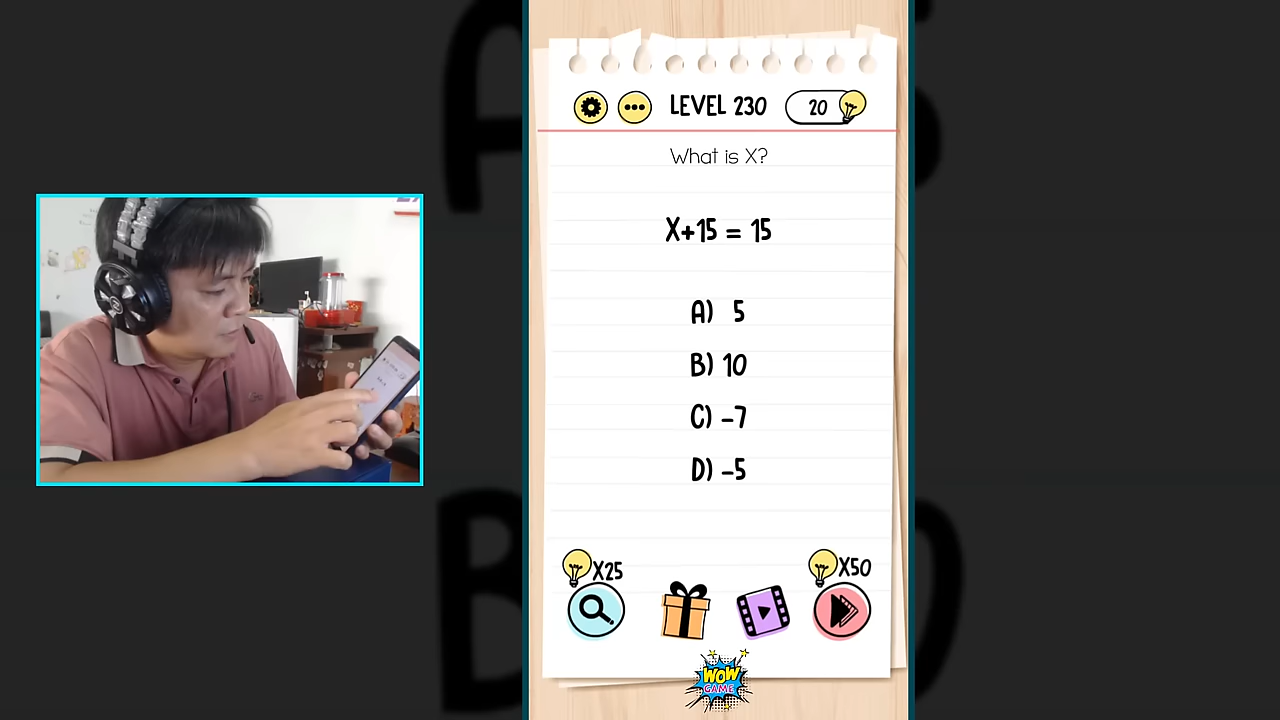 LEVEL 230
20
What is X?
X+15 = 15
A) 5
B) 10
C) -7
D) -5
X25
X50
WOW
GAME